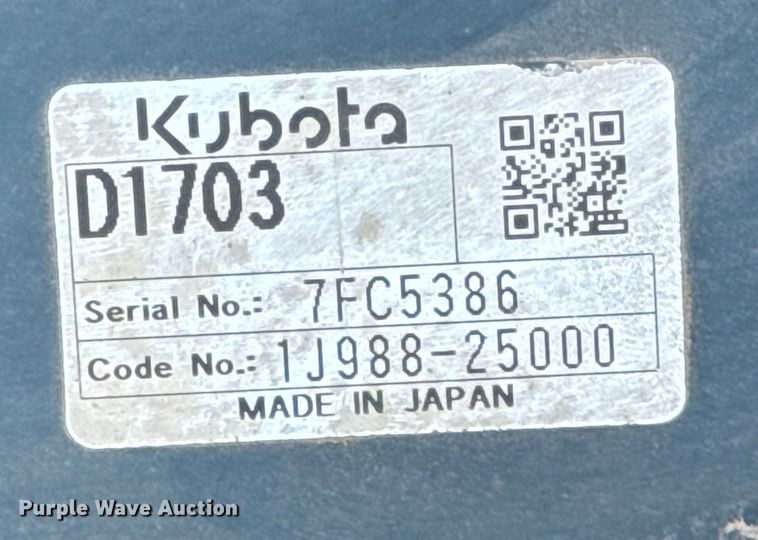 Kubota
D1703
Serial No.: 7FC5386
Code No.: 1J988-25000
MADE IN JAPAN
Purple Wave Auction